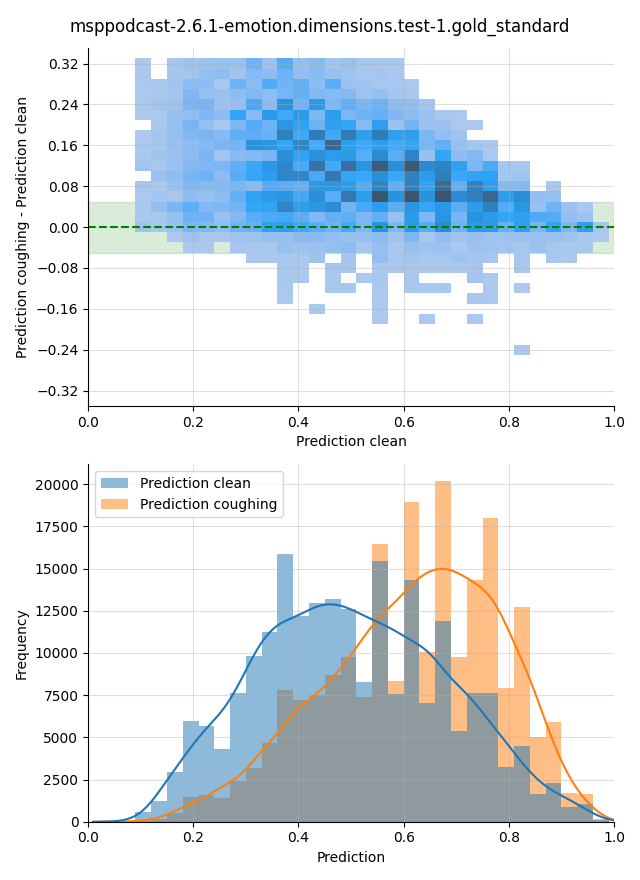 msppodcast-2.6.1-emotion.dimensions.test-1.gold_standard
0.32
0.24
0.16
0.08
0.00
−0.08
−0.16
−0.24
−0.32
Prediction coughing - Prediction clean
0.0 0.2 0.4 0.6 0.8 1.0
Prediction clean
Prediction clean
Prediction coughing
20000
17500
15000
12500
10000
7500
5000
2500
0
Frequency
0.0 0.2 0.4 0.6 0.8 1.0
Prediction